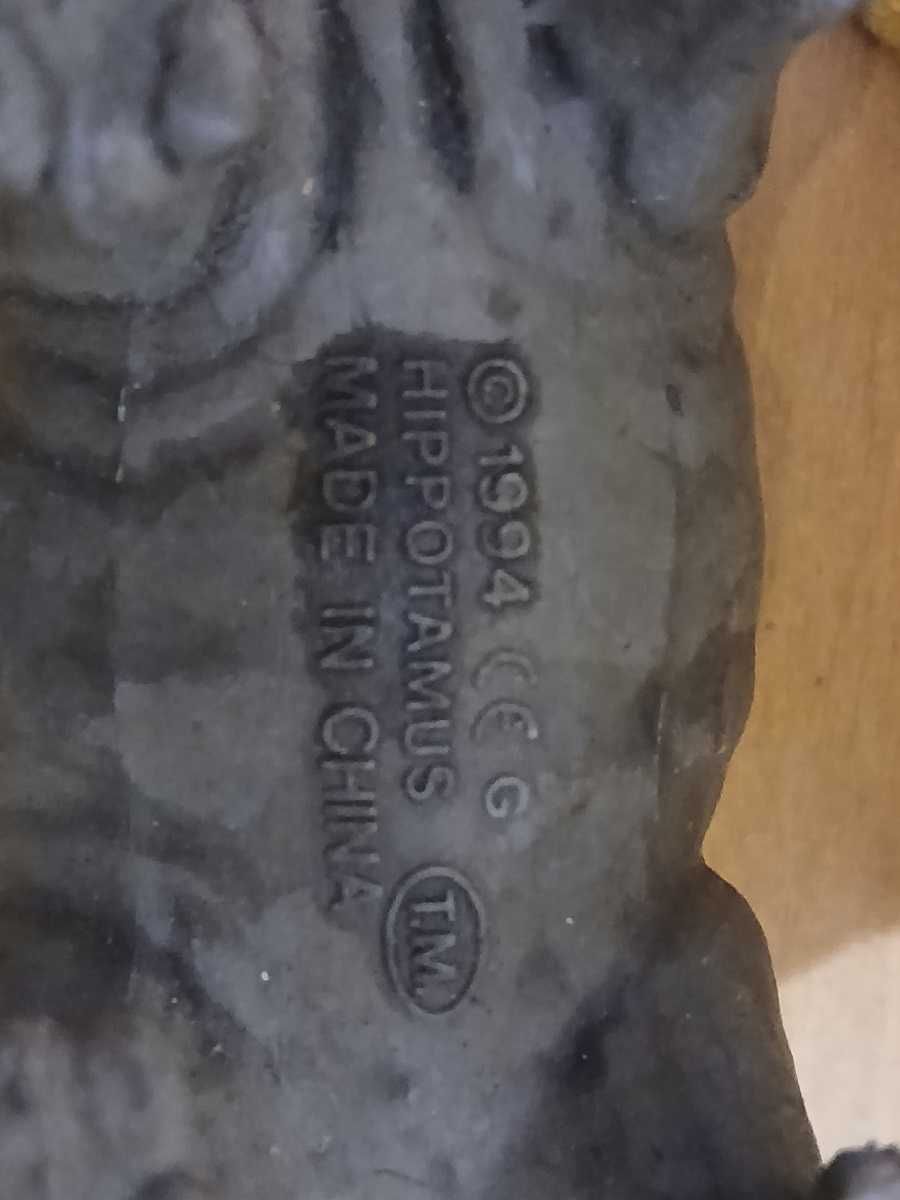 © 1994 CE G
HIPPOTAMUS T.M.
MADE IN CHINA